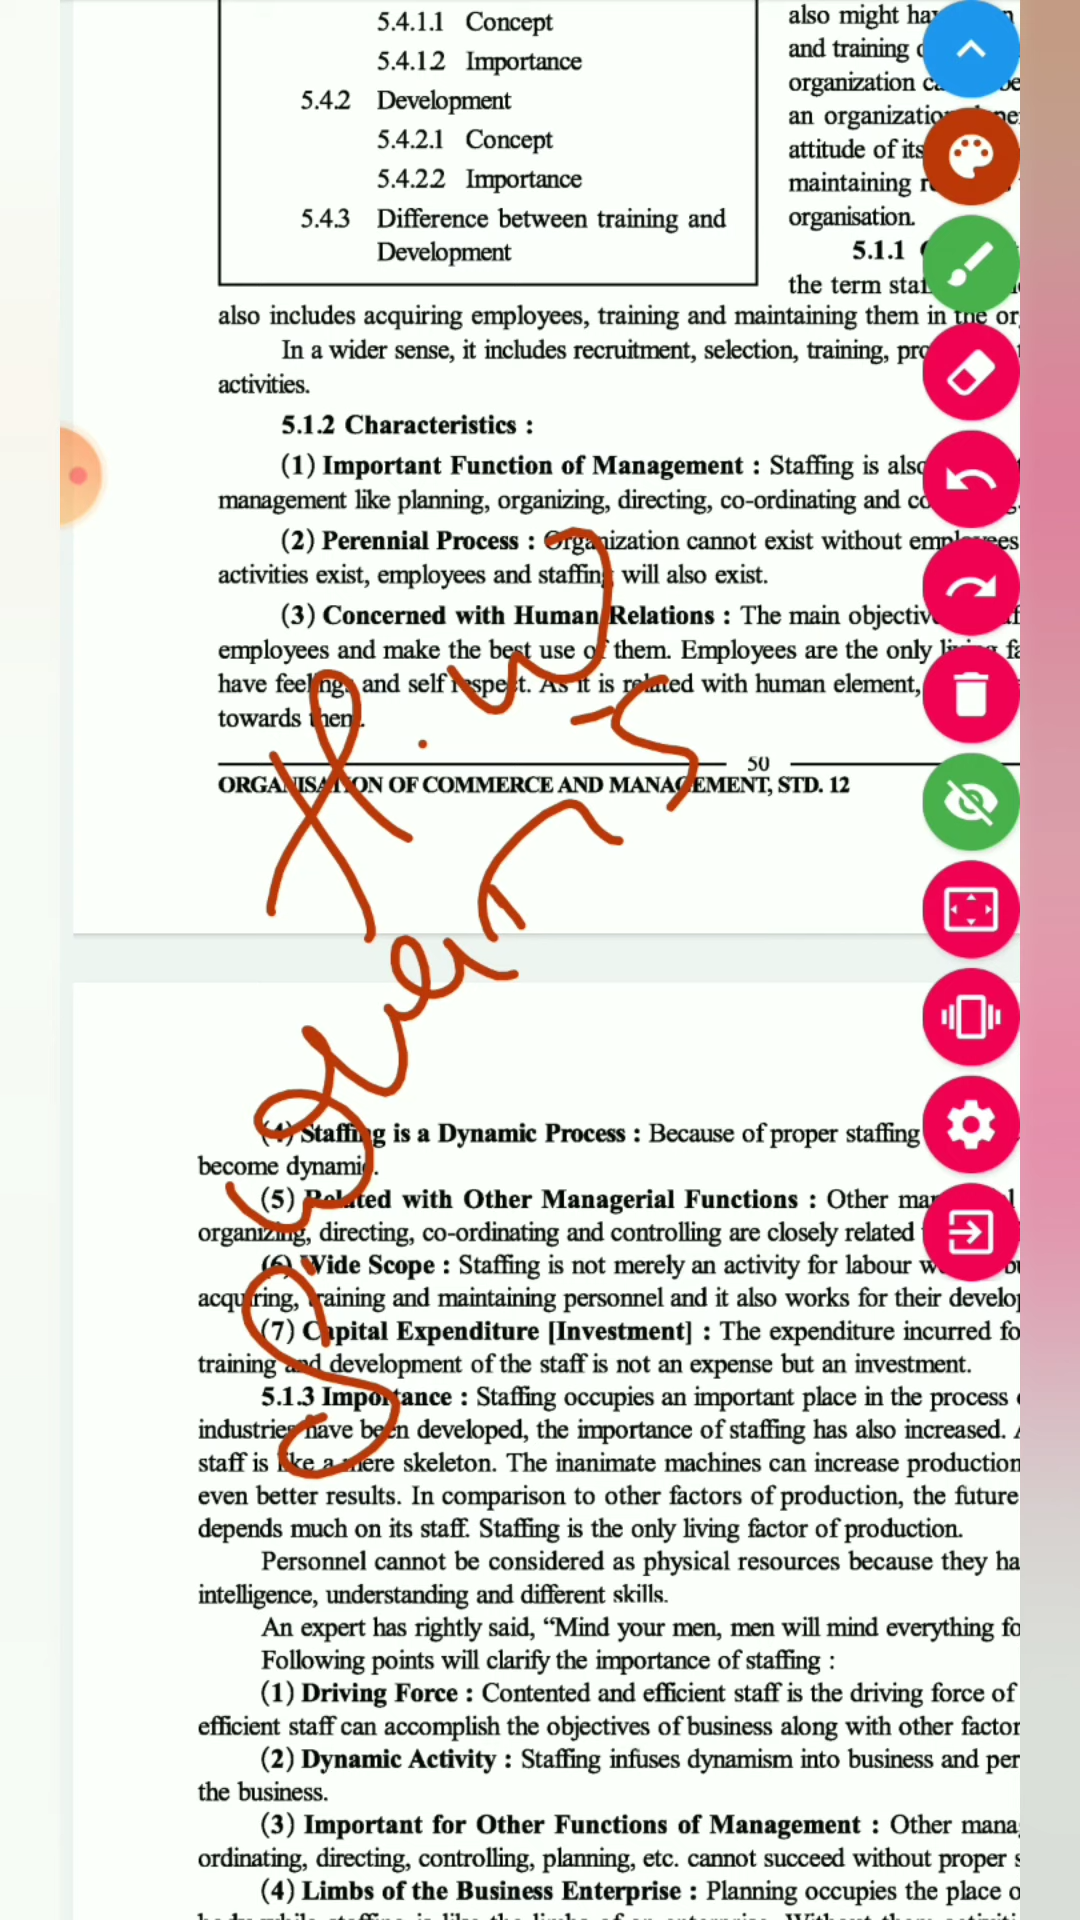 5.4.1.1 Concept
5.4.1.2 Importance
5.4.2 Development
5.4.2.1 Concept
5.4.2.2 Importance
5.4.3 Difference between training and
Development
also might
and training
organization
an organization
attitude of its
maintaining
organisation.
5.1.1
the term
also includes acquiring employees, training and maintaining them in the
In a wider sense, it includes recruitment, selection, training,
activities.
5.1.2 Characteristics :
(1) Important Function of Management : Staffing is also
management like planning, organizing, directing, co-ordinating and
(2) Perennial Process : Organization cannot exist without employees
activities exist, employees and staffing will also exist.
(3) Concerned with Human Relations : The main
employees and make the best use of them. Employees are the only living
have feelings and self respect. As it is related with human element,
towards them.
50
ORGANISATION OF COMMERCE AND MANAGEMENT, STD. 12
(4) Staffing is a Dynamic Process : Because of proper staffing
become dynamic.
(5) Related with Other Managerial Functions : Other
organizing, directing, co-ordinating and controlling are closely related
(6) Wide Scope : Staffing is not merely an activity for labour
acquiring, training and maintaining personnel and it also works for their
(7) Capital Expenditure [Investment] : The expenditure incurred
training and development of the staff is not an expense but an investment.
5.1.3 Importance : Staffing occupies an important place in the process
industries have been developed, the importance of staffing has also increased.
staff is like a mere skeleton. The inanimate machines can increase production
even better results. In comparison to other factors of production, the future
depends much on its staff. Staffing is the only living factor of production.
Personnel cannot be considered as physical resources because they
intelligence, understanding and different skills.
An expert has rightly said, “Mind your men, men will mind everything
Following points will clarify the importance of staffing :
(1) Driving Force : Contented and efficient staff is the driving force of
efficient staff can accomplish the objectives of business along with other
(2) Dynamic Activity : Staffing infuses dynamism into business and
the business.
(3) Important for Other Functions of Management : Other
ordinating, directing, controlling, planning, etc. cannot succeed without proper
(4) Limbs of the Business Enterprise : Planning occupies the place